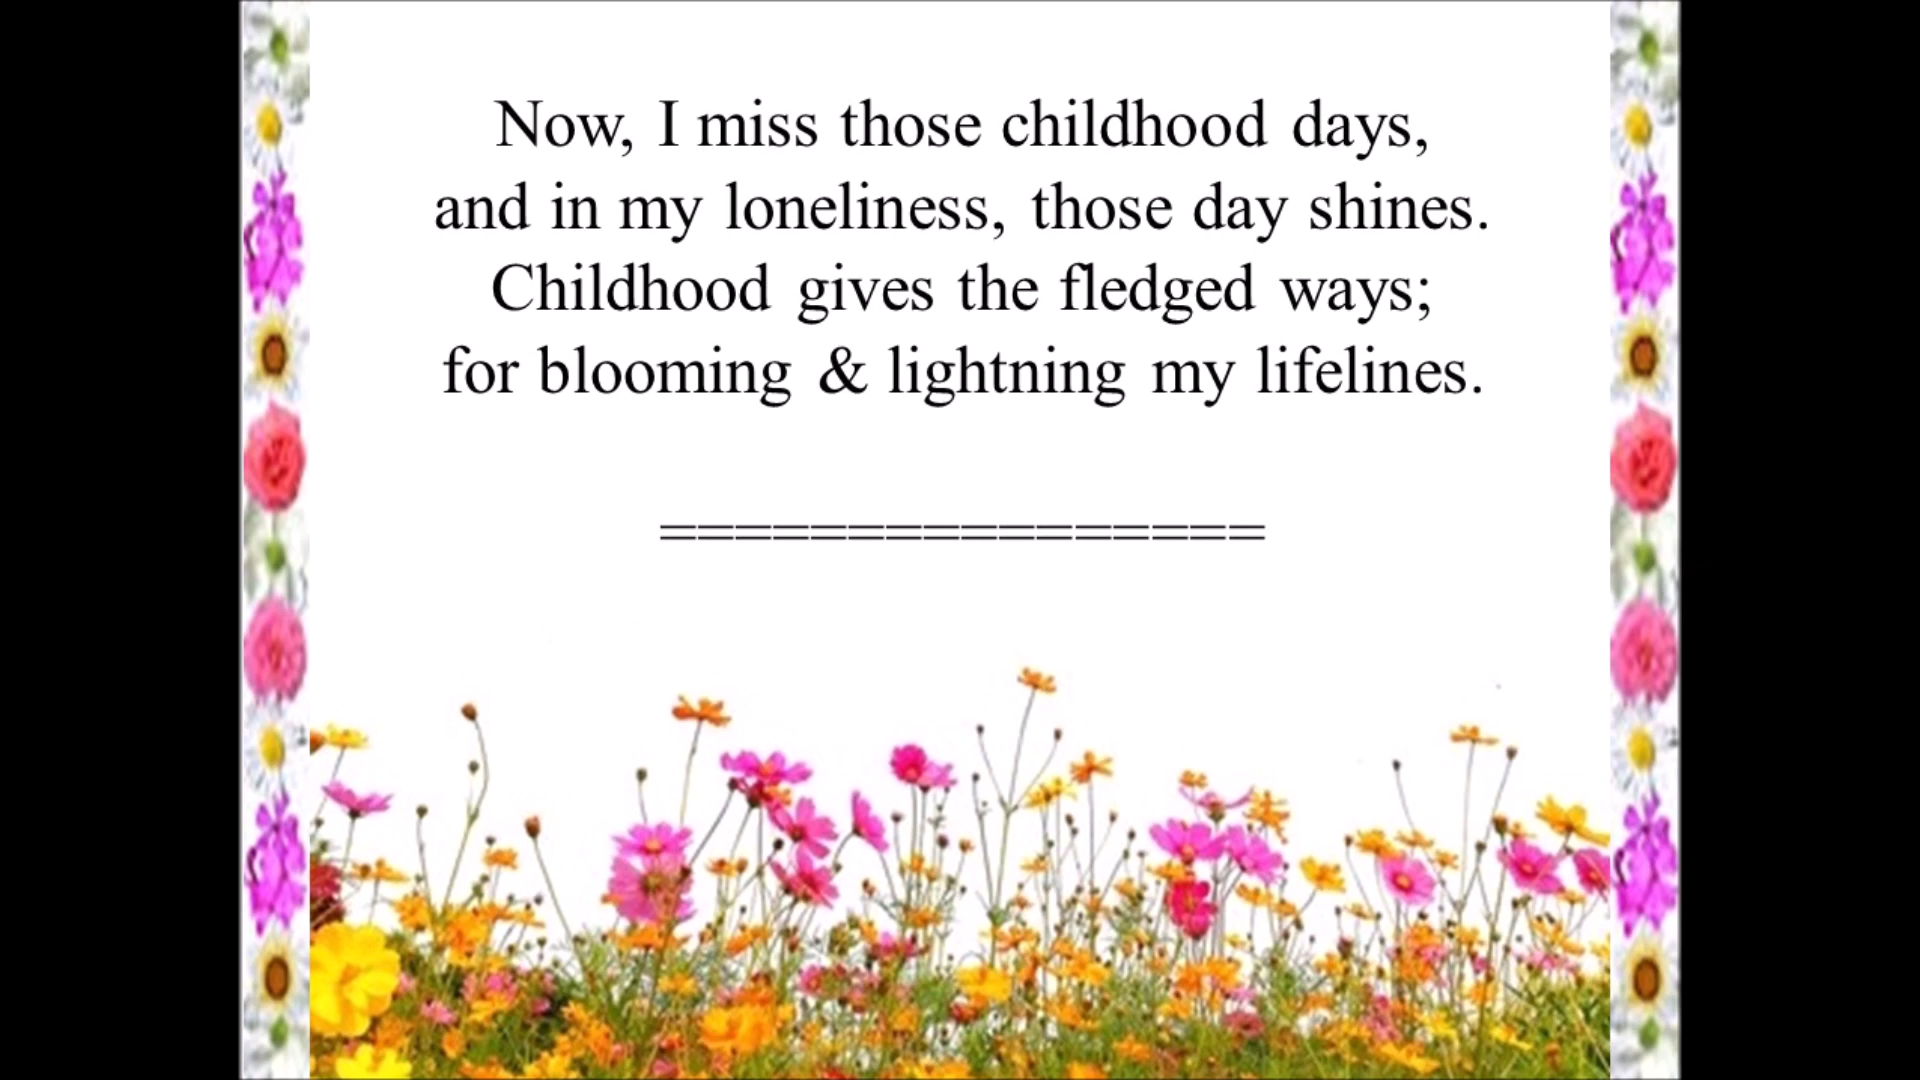 Now, I miss those childhood days,
and in my loneliness, those day shines.
Childhood gives the fledged ways;
for blooming & lightning my lifelines.
================